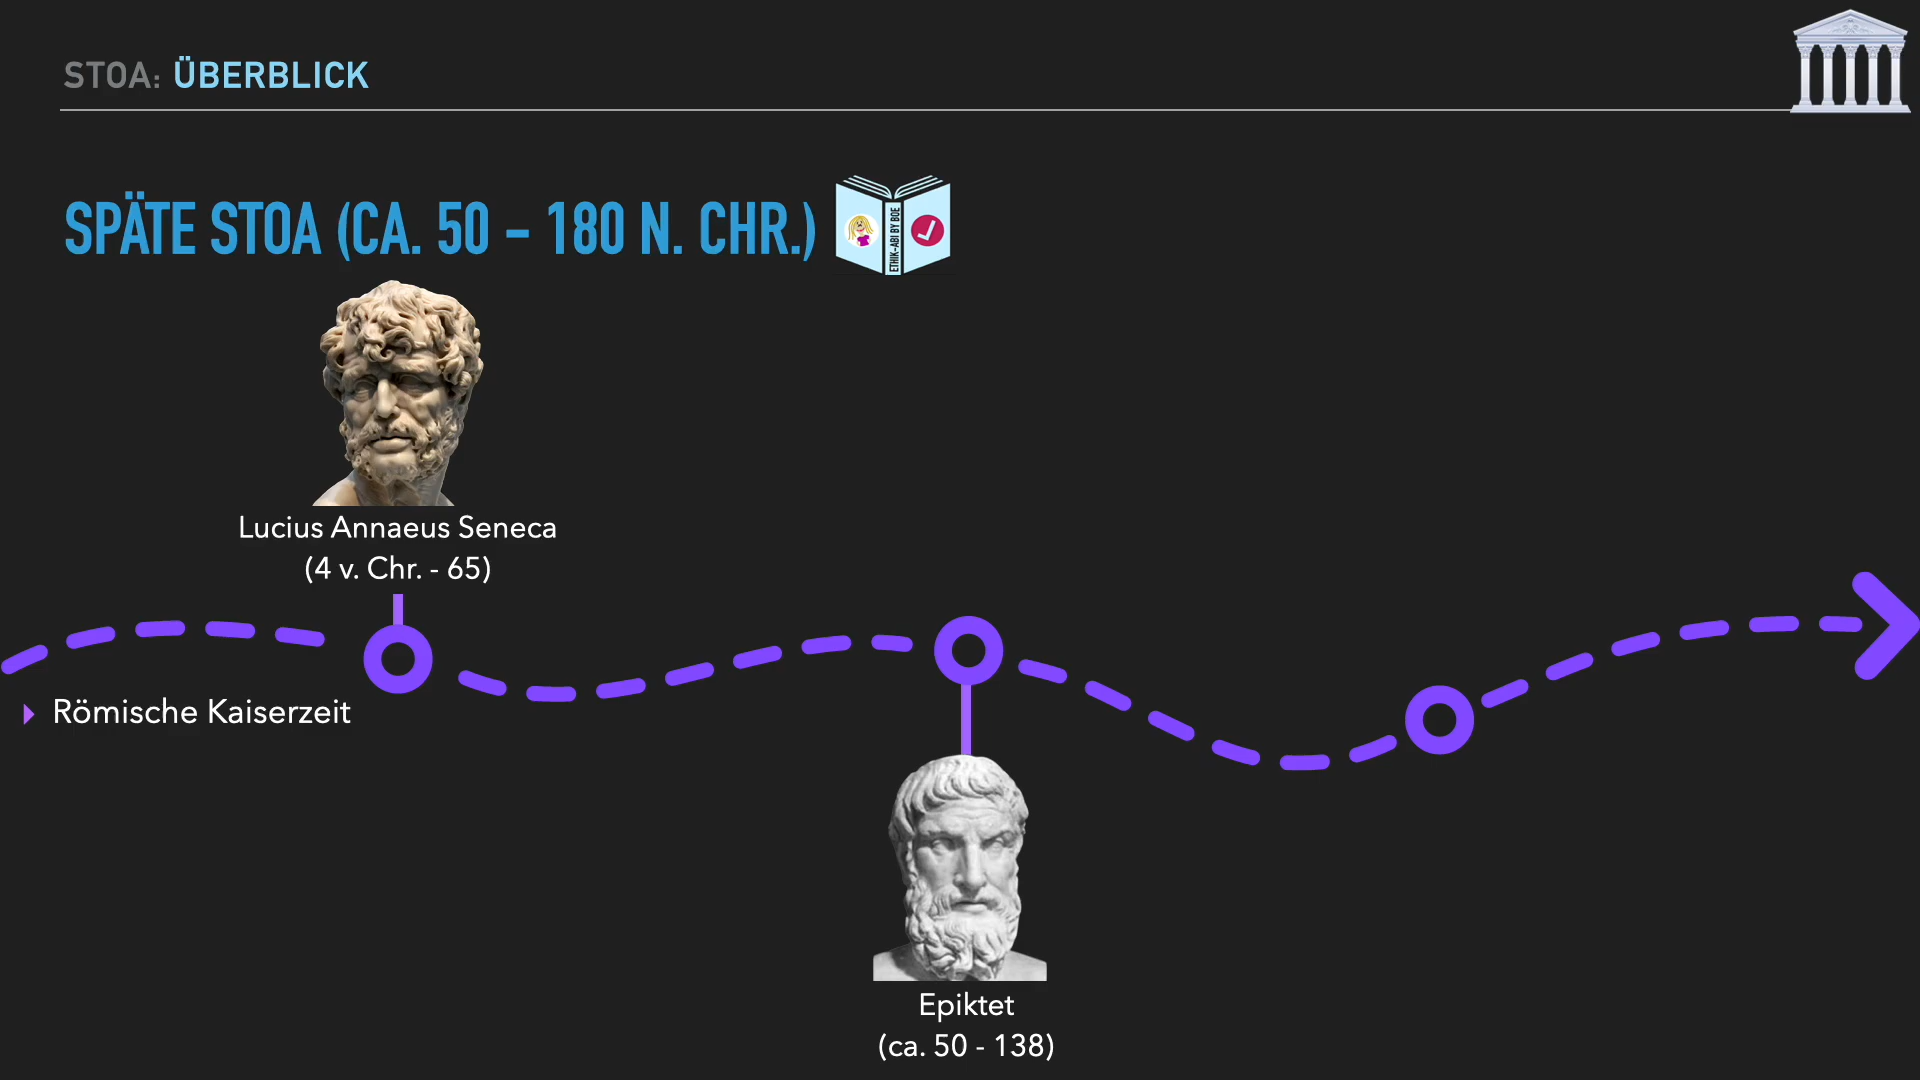 STOA: ÜBERBLICK
SPÄTE STOA (CA. 50 - 180 N. CHR.)
ETHIK-ABI BY BOE
Lucius Annaeus Seneca
(4 v. Chr. - 65)
Römische Kaiserzeit
Epiktet
(ca. 50 - 138)